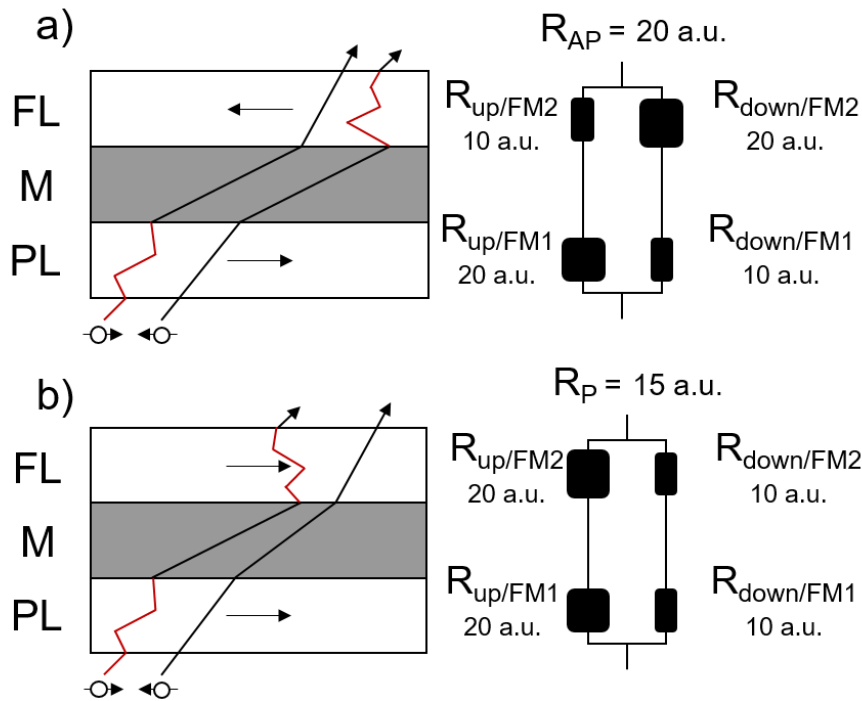 a)
R_AP = 20 a.u.
FL
M
PL
R_up/FM2
10 a.u.
R_down/FM2
20 a.u.
R_up/FM1
20 a.u.
R_down/FM1
10 a.u.
b)
R_P = 15 a.u.
FL
M
PL
R_up/FM2
20 a.u.
R_down/FM2
10 a.u.
R_up/FM1
20 a.u.
R_down/FM1
10 a.u.